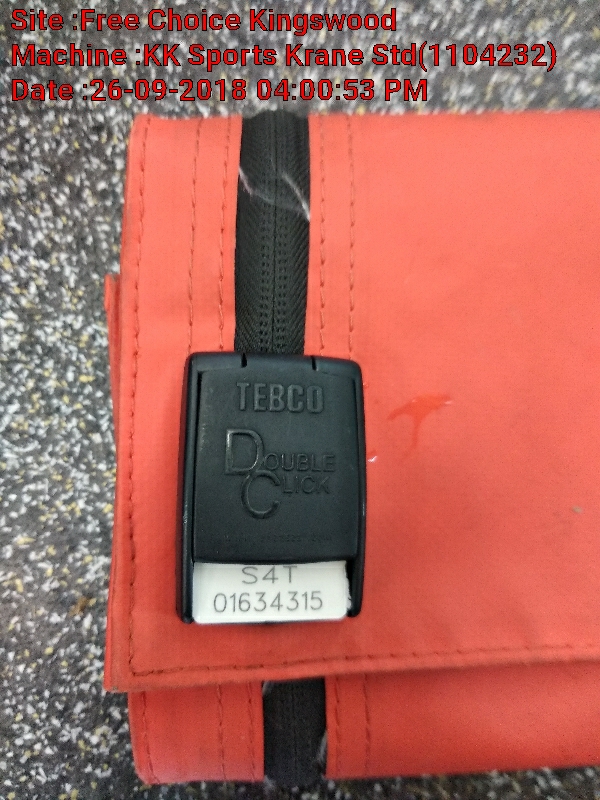 Site :Free Choice Kingswood
Machine :KK Sports Krane Std(1104232)
Date :26-09-2018 04:00:53 PM
TEBCO
DOUBLE
CLICK
S4T
01634315